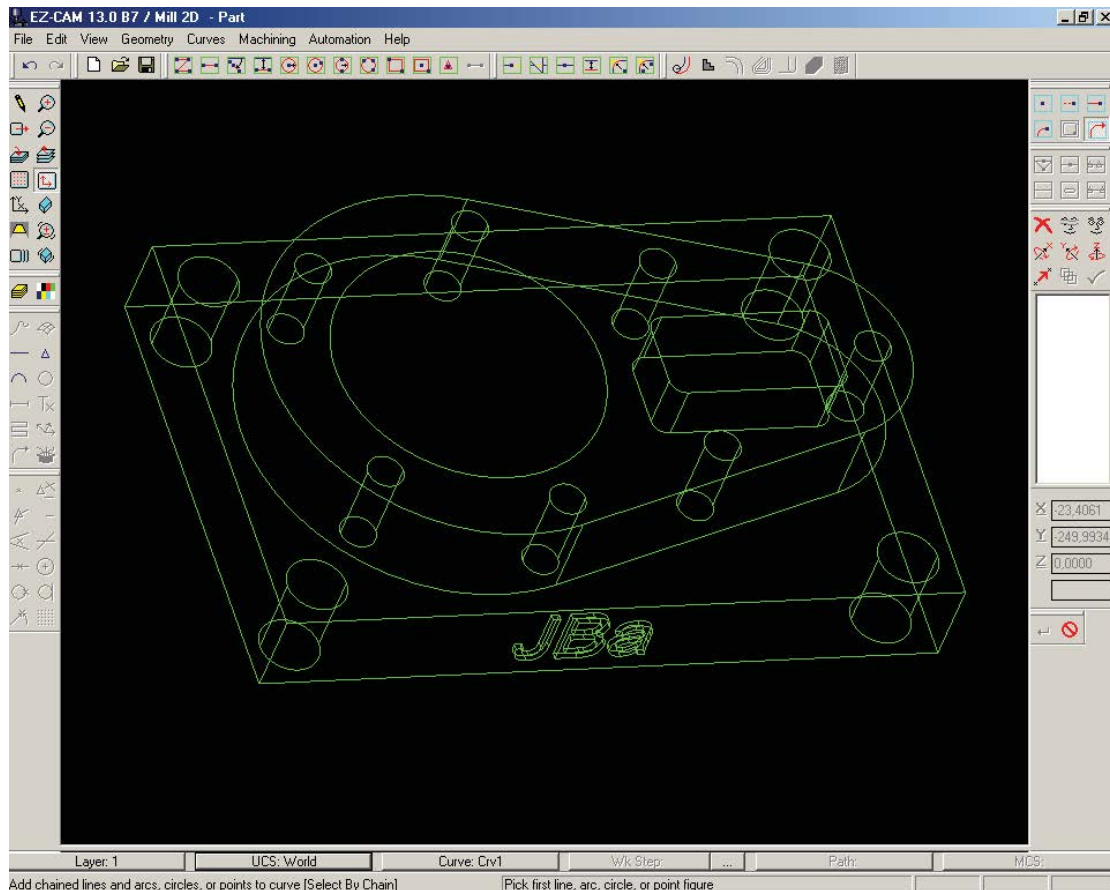 EZ-CAM 13.0 B7 / Mill 2D - Part
File Edit View Geometry Curves Machining Automation Help
X -23,4061
Y -249,9934
Z 0,0000
JBa
Layer: 1 UCS: World Curve: Crv1 Wk Step: ... Path: MCS:
Add chained lines and arcs, circles, or points to curve [Select By Chain] Pick first line, arc, circle, or point figure